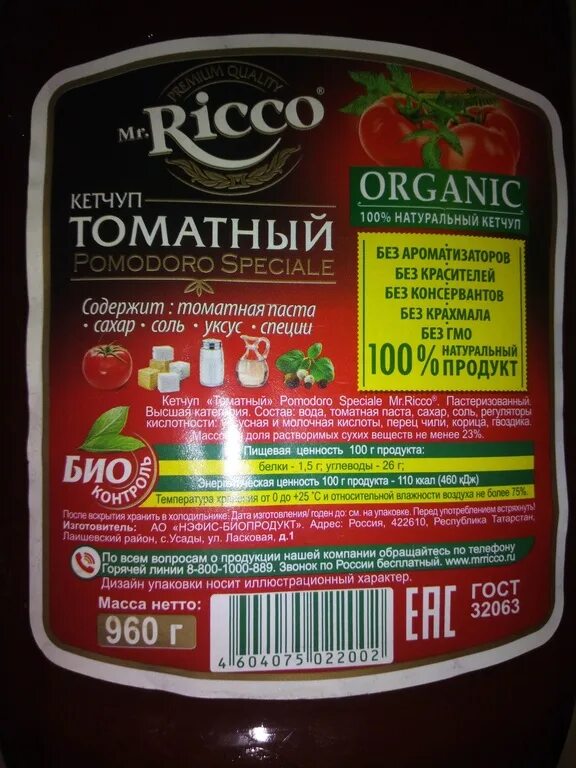 PREMIUM QUALITY
Mr. Ricco®
КЕТЧУП
ТОМАТНЫЙ
POMODORO SPECIALE
Содержит : томатная паста
• сахар • соль • уксус • специи
ORGANIC
100% НАТУРАЛЬНЫЙ КЕТЧУП
БЕЗ АРОМАТИЗАТОРОВ
БЕЗ КРАСИТЕЛЕЙ
БЕЗ КОНСЕРВАНТОВ
БЕЗ КРАХМАЛА
БЕЗ ГМО
100% НАТУРАЛЬНЫЙ ПРОДУКТ
Кетчуп «Томатный» Pomodoro Speciale Mr.Ricco®. Пастеризованный.
Высшая категория. Состав: вода, томатная паста, сахар, соль, регуляторы
кислотности: уксусная и молочная кислоты, перец чили, корица, гвоздика.
Массовая доля растворимых сухих веществ не менее 23%.
Пищевая ценность 100 г продукта:
белки - 1,5 г; углеводы - 26 г;
Энергетическая ценность 100 г продукта - 110 ккал (460 кДж)
Температура хранения от 0 до +25 °С и относительной влажности воздуха не более 75%.
БИО
КОНТРОЛЬ
После вскрытия хранить в холодильнике. Дата изготовления/годен до: см. на упаковке. Перед употреблением встряхнуть!
Изготовитель: АО «НЭФИС-БИОПРОДУКТ». Адрес: Россия, 422610, Республика Татарстан,
Лаишевский район, с.Усады, ул. Ласковая, д.1
По всем вопросам о продукции нашей компании обращайтесь по телефону
Горячей линии 8-800-1000-889. Звонок по России бесплатный. www.mrricco.ru
Дизайн упаковки носит иллюстрационный характер.
Масса нетто:
960 г
4 604075 022002
ЕАС
ГОСТ
32063